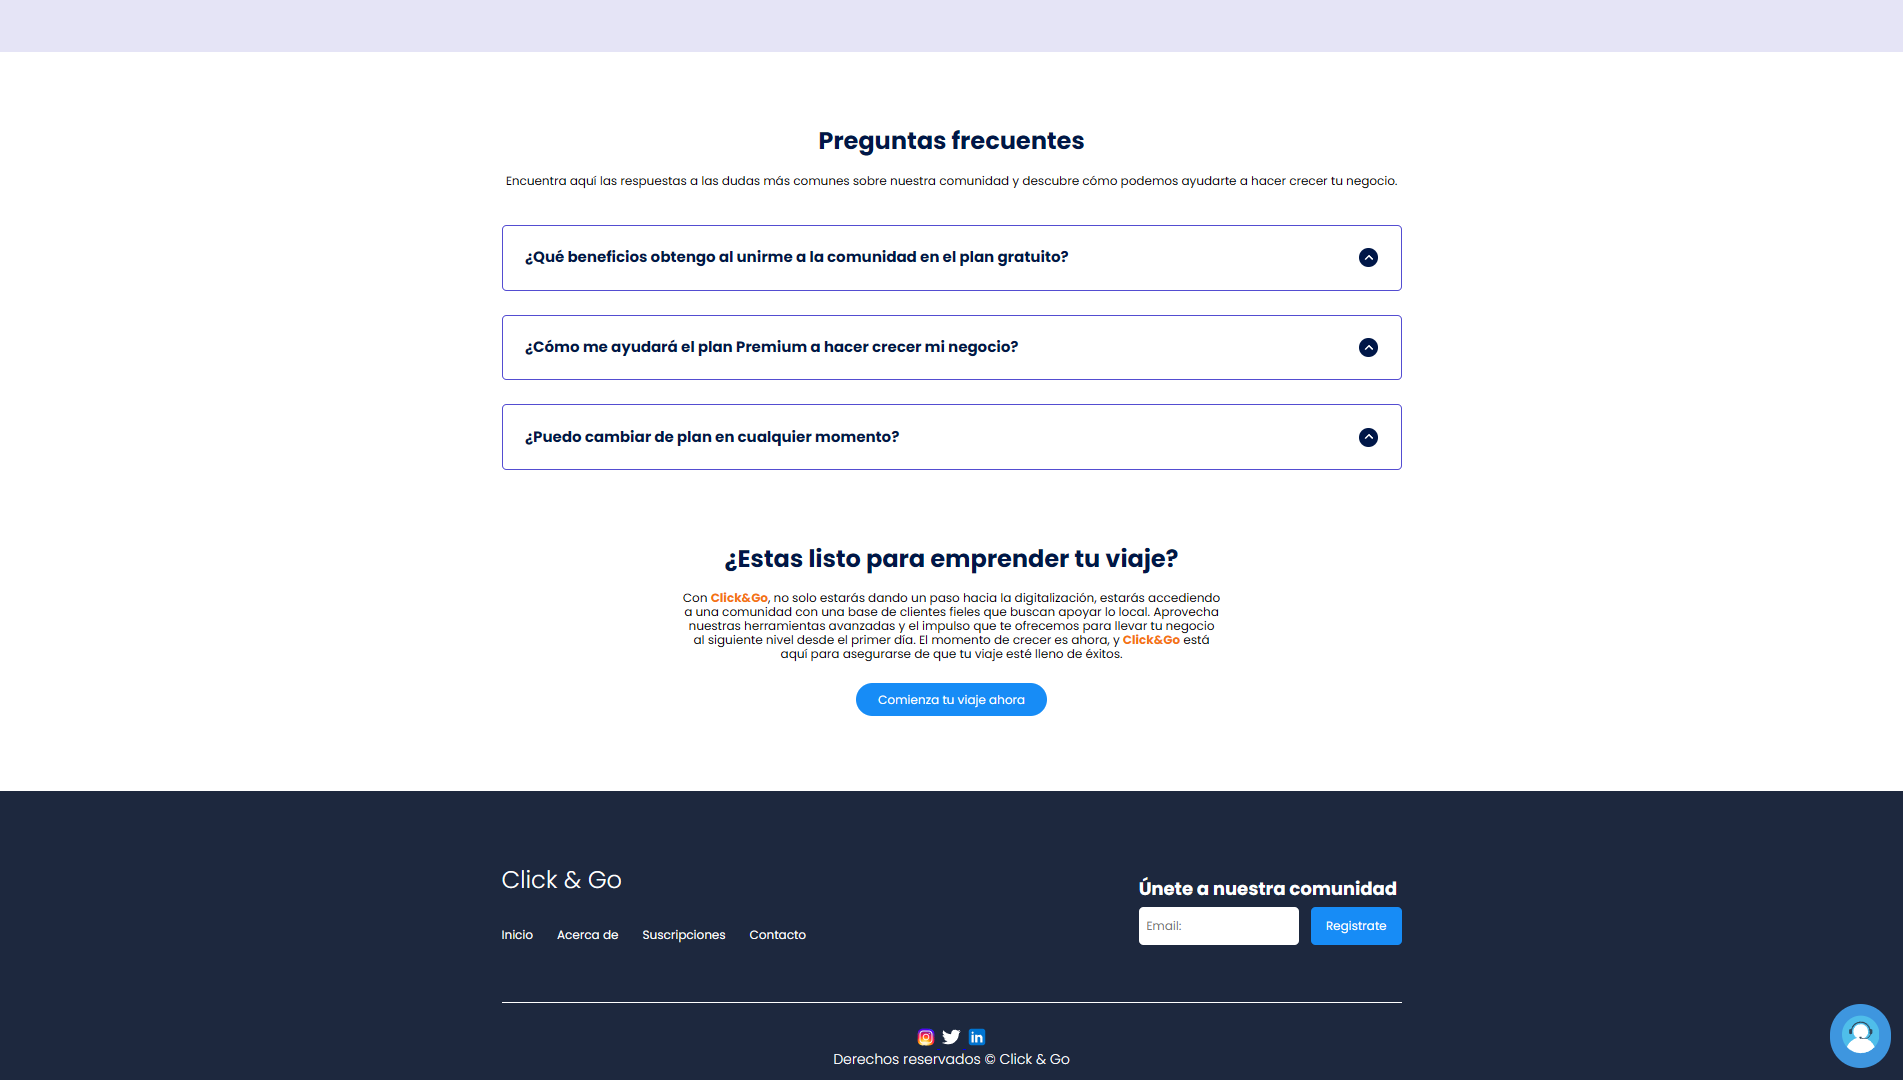 Preguntas frecuentes
Encuentra aquí las respuestas a las dudas más comunes sobre nuestra comunidad y descubre cómo podemos ayudarte a hacer crecer tu negocio.
¿Qué beneficios obtengo al unirme a la comunidad en el plan gratuito?
¿Cómo me ayudará el plan Premium a hacer crecer mi negocio?
¿Puedo cambiar de plan en cualquier momento?
¿Estas listo para emprender tu viaje?
Con Click&Go, no solo estarás dando un paso hacia la digitalización, estarás accediendo
a una comunidad con una base de clientes fieles que buscan apoyar lo local. Aprovecha
nuestras herramientas avanzadas y el impulso que te ofrecemos para llevar tu negocio
al siguiente nivel desde el primer día. El momento de crecer es ahora, y Click&Go está
aquí para asegurarse de que tu viaje esté lleno de éxitos.
Comienza tu viaje ahora
Click & Go
Inicio Acerca de Suscripciones Contacto
Únete a nuestra comunidad
Email: Registrate
in
Derechos reservados © Click & Go